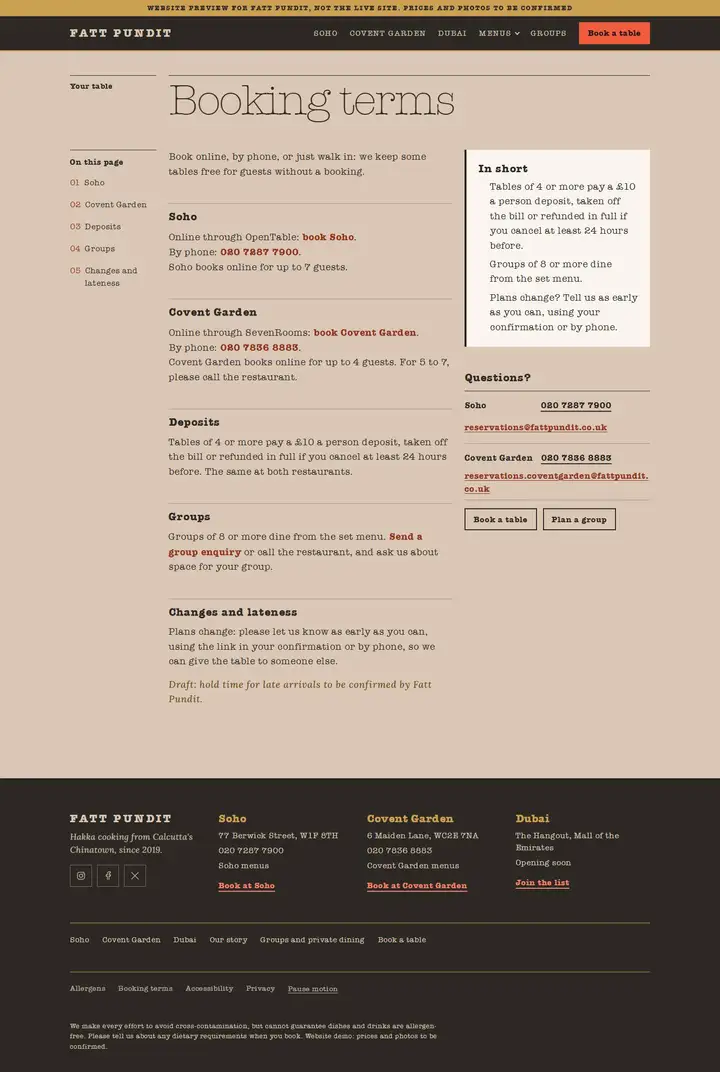 WEBSITE PREVIEW FOR FATT PUNDIT, NOT THE LIVE SITE. PRICES AND PHOTOS TO BE CONFIRMED
FATT PUNDIT
SOHO
COVENT GARDEN
DUBAI
MENUS
GROUPS
Book a table
Your table
Booking terms
On this page
01 Soho
02 Covent Garden
03 Deposits
04 Groups
05 Changes and
lateness
Book online, by phone, or just walk in: we keep some
tables free for guests without a booking.
Soho
Online through OpenTable: book Soho.
By phone: 020 7287 7900.
Soho books online for up to 7 guests.
Covent Garden
Online through SevenRooms: book Covent Garden.
By phone: 020 7836 8883.
Covent Garden books online for up to 4 guests. For 5 to 7,
please call the restaurant.
Deposits
Tables of 4 or more pay a £10 a person deposit, taken off
the bill or refunded in full if you cancel at least 24 hours
before. The same at both restaurants.
Groups
Groups of 8 or more dine from the set menu. Send a
group enquiry or call the restaurant, and ask us about
space for your group.
Changes and lateness
Plans change: please let us know as early as you can,
using the link in your confirmation or by phone, so we
can give the table to someone else.
Draft: hold time for late arrivals to be confirmed by Fatt
Pundit.
In short
Tables of 4 or more pay a £10
a person deposit, taken off
the bill or refunded in full if
you cancel at least 24 hours
before.
Groups of 8 or more dine
from the set menu.
Plans change? Tell us as early
as you can, using your
confirmation or by phone.
Questions?
Soho 020 7287 7900
reservations@fattpundit.co.uk
Covent Garden 020 7836 8883
reservations.coventgarden@fattpundit.
co.uk
Book a table
Plan a group
FATT PUNDIT
Hakka cooking from Calcutta's
Chinatown, since 2019.
Soho
77 Berwick Street, W1F 8TH
020 7287 7900
Soho menus
Book at Soho
Covent Garden
6 Maiden Lane, WC2E 7NA
020 7836 8883
Covent Garden menus
Book at Covent Garden
Dubai
The Hangout, Mall of the
Emirates
Opening soon
Join the list
Soho
Covent Garden
Dubai
Our story
Groups and private dining
Book a table
Allergens
Booking terms
Accessibility
Privacy
Pause motion
We make every effort to avoid cross-contamination, but cannot guarantee dishes and drinks are allergen-
free. Please tell us about any dietary requirements when you book. Website demo: prices and photos to be
confirmed.